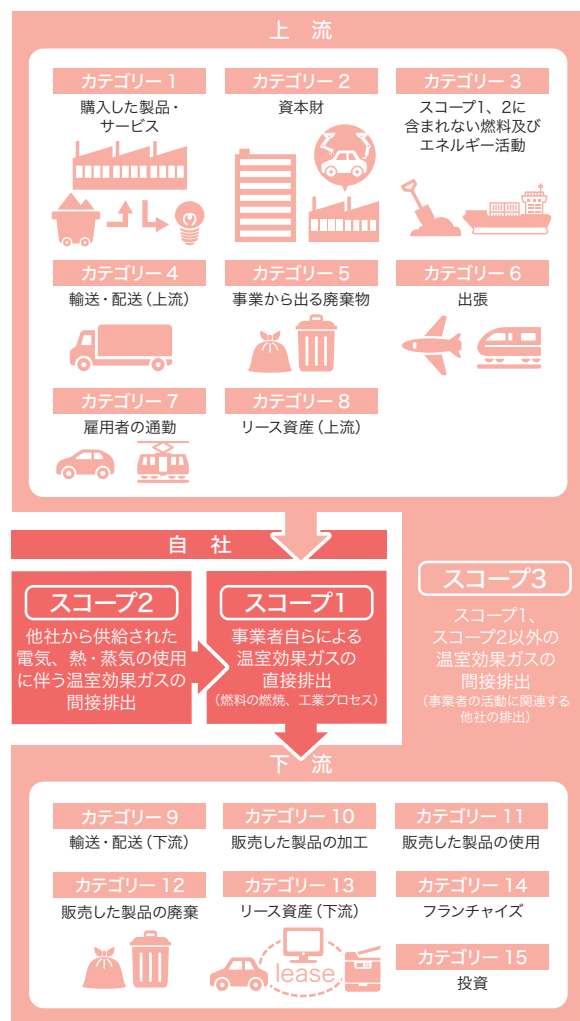 上 流
カテゴリー 1
購入した製品・
サービス
カテゴリー 2
資本財
カテゴリー 3
スコープ1、2に
含まれない燃料及び
エネルギー活動
カテゴリー 4
輸送・配送（上流）
カテゴリー 5
事業から出る廃棄物
カテゴリー 6
出張
カテゴリー 7
雇用者の通勤
カテゴリー 8
リース資産（上流）
自 社
スコープ2
他社から供給された
電気、熱・蒸気の使用
に伴う温室効果ガスの
間接排出
スコープ1
事業者自らによる
温室効果ガスの
直接排出
（燃料の燃焼、工業プロセス）
スコープ3
スコープ1、
スコープ2以外の
温室効果ガスの
間接排出
（事業者の活動に関連する
他社の排出）
下 流
カテゴリー 9
輸送・配送（下流）
カテゴリー 10
販売した製品の加工
カテゴリー 11
販売した製品の使用
カテゴリー 12
販売した製品の廃棄
カテゴリー 13
リース資産（下流）
lease
カテゴリー 14
フランチャイズ
カテゴリー 15
投資